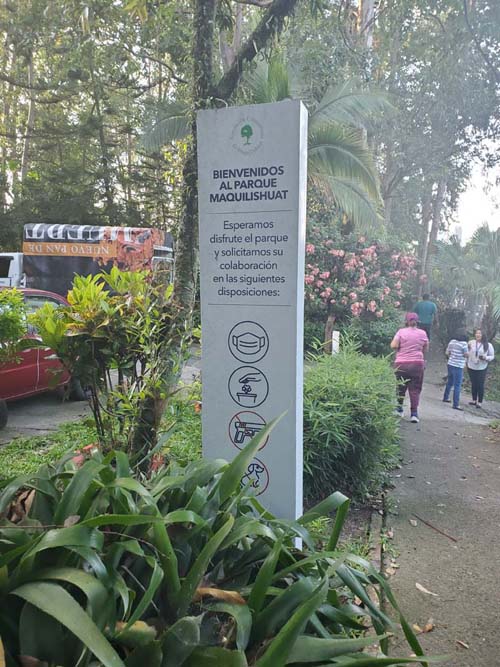 BIENVENIDOS
AL PARQUE
MAQUILISHUAT
Esperamos
disfrute el parque
y solicitamos su
colaboración
en las siguientes
disposiciones:
NUEVO PAN DE